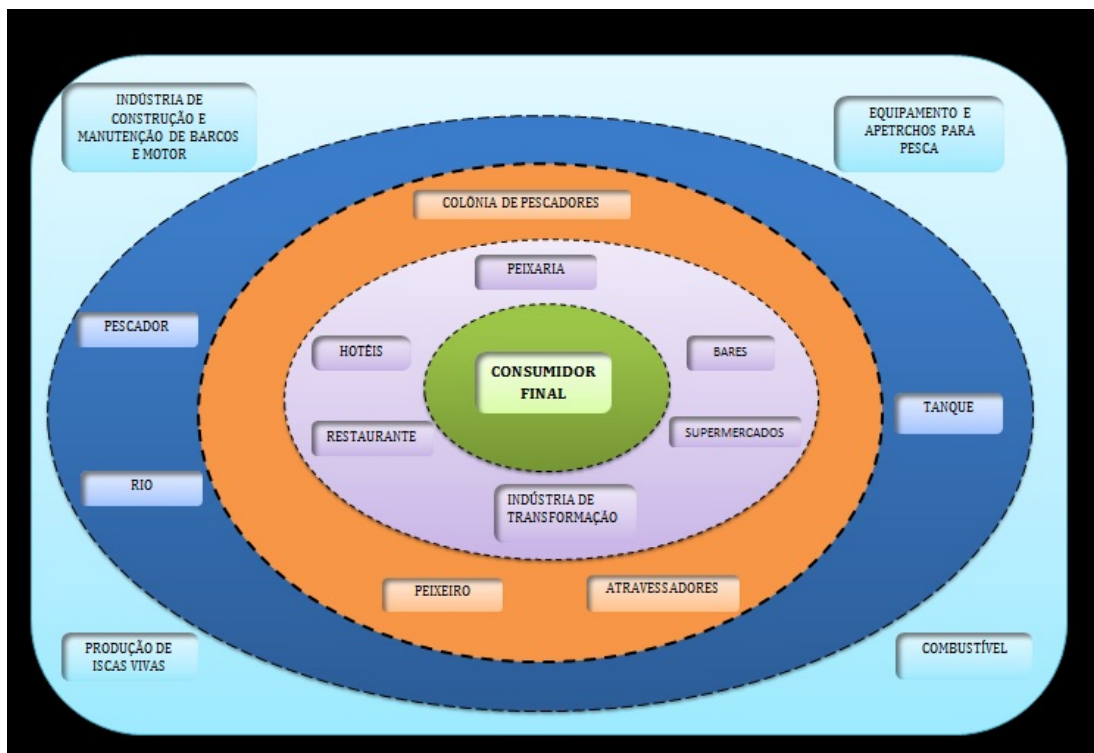 INDÚSTRIA DE
CONSTRUÇÃO E
MANUTENÇÃO DE BARCOS
E MOTOR
EQUIPAMENTO E
APETRCHOS PARA
PESCA
COLÔNIA DE PESCADORES
PEIXARIA
PESCADOR
HOTÉIS
BARES
CONSUMIDOR
FINAL
TANQUE
RESTAURANTE
SUPERMERCADOS
RIO
INDÚSTRIA DE
TRANSFORMAÇÃO
PEIXEIRO
ATRAVESSADORES
PRODUÇÃO DE
ISCAS VIVAS
COMBUSTÍVEL